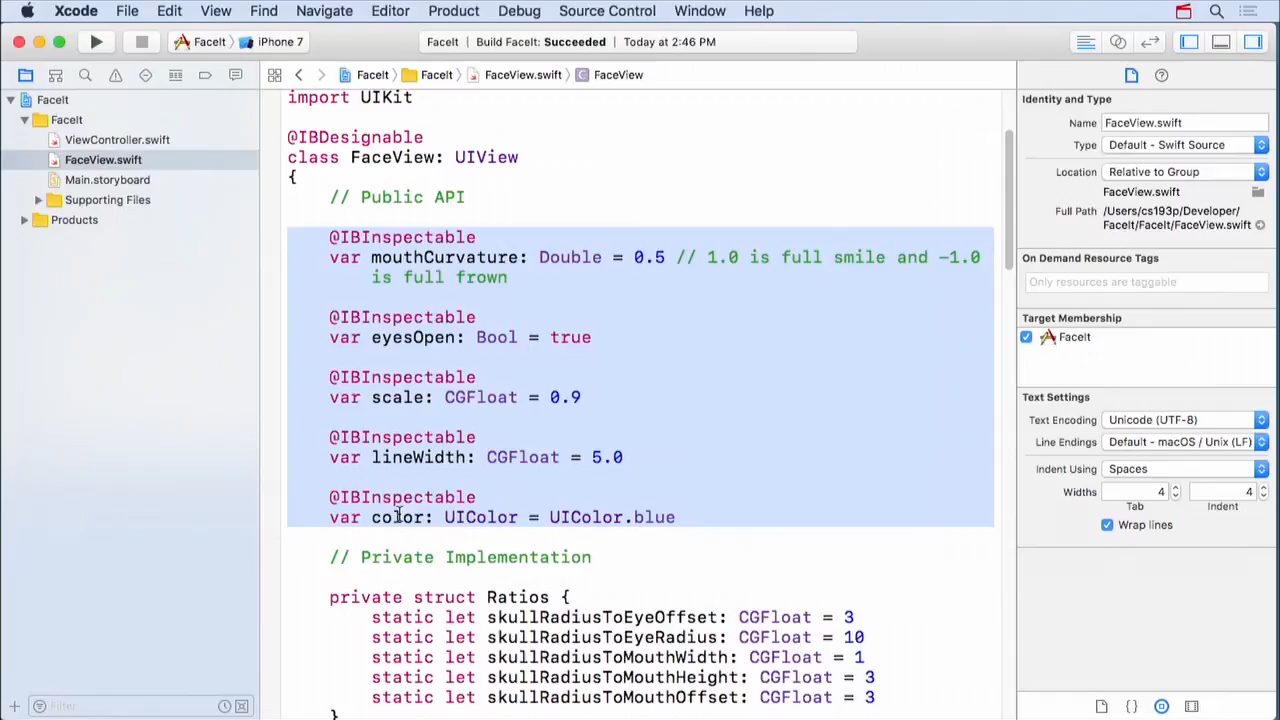 Xcode File Edit View Find Navigate Editor Product Debug Source Control Window Help
FaceIt iPhone 7
FaceIt Build FaceIt: Succeeded Today at 2:46 PM
FaceIt FaceIt FaceView.swift FaceView
FaceIt
FaceIt
ViewController.swift
FaceView.swift
Main.storyboard
Supporting Files
Products
Filter
import UIKit
@IBDesignable
class FaceView: UIView
{
// Public API
@IBInspectable
var mouthCurvature: Double = 0.5 // 1.0 is full smile and -1.0
is full frown
@IBInspectable
var eyesOpen: Bool = true
@IBInspectable
var scale: CGFloat = 0.9
@IBInspectable
var lineWidth: CGFloat = 5.0
@IBInspectable
var color: UIColor = UIColor.blue
// Private Implementation
private struct Ratios {
static let skullRadiusToEyeOffset: CGFloat = 3
static let skullRadiusToEyeRadius: CGFloat = 10
static let skullRadiusToMouthWidth: CGFloat = 1
static let skullRadiusToMouthHeight: CGFloat = 3
static let skullRadiusToMouthOffset: CGFloat = 3
}
Identity and Type
Name FaceView.swift
Type Default - Swift Source
Location Relative to Group
FaceView.swift
Full Path /Users/cs193p/Developer/
FaceIt/FaceIt/FaceView.swift
On Demand Resource Tags
Only resources are taggable
Target Membership
FaceIt
Text Settings
Text Encoding Unicode (UTF-8)
Line Endings Default - macOS / Unix (LF)
Indent Using Spaces
Widths 4 4
Tab Indent
Wrap lines
{ }